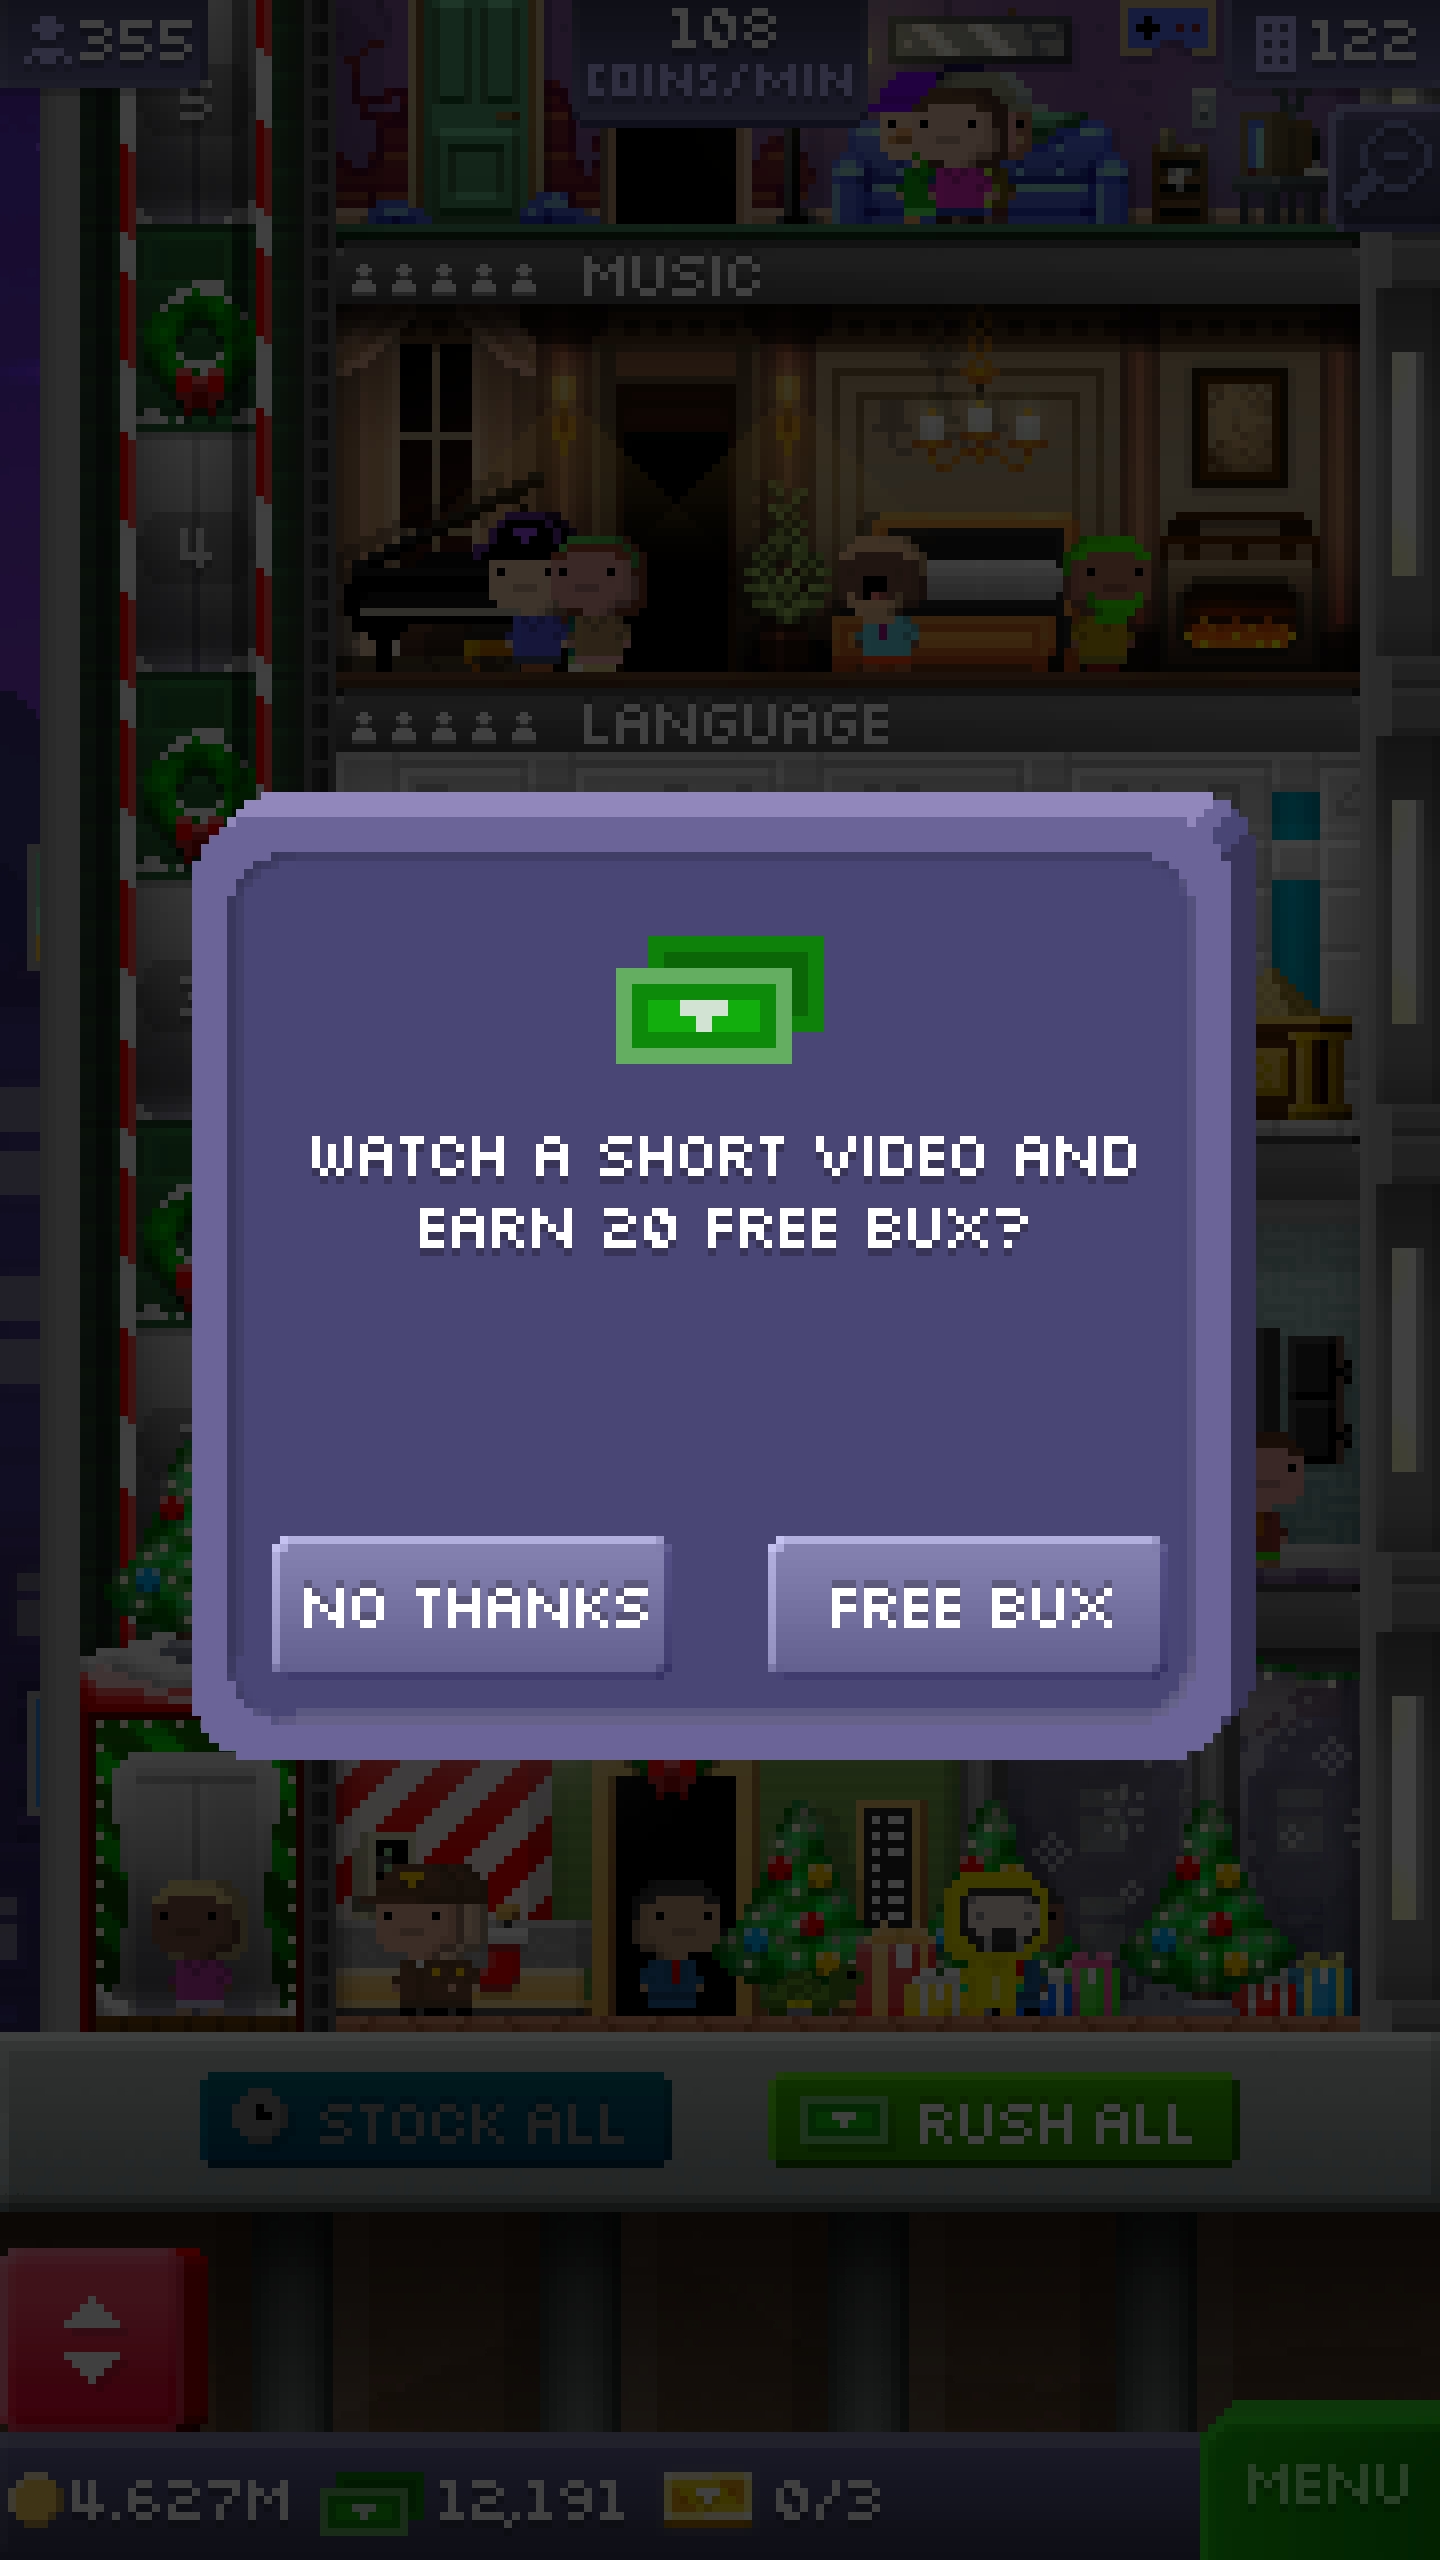 355
108
COINS/MIN
122
5
MUSIC
4
LANGUAGE
WATCH A SHORT VIDEO AND
EARN 20 FREE BUX?
NO THANKS
FREE BUX
STOCK ALL
RUSH ALL
4.627M
12,191
0/3
MENU